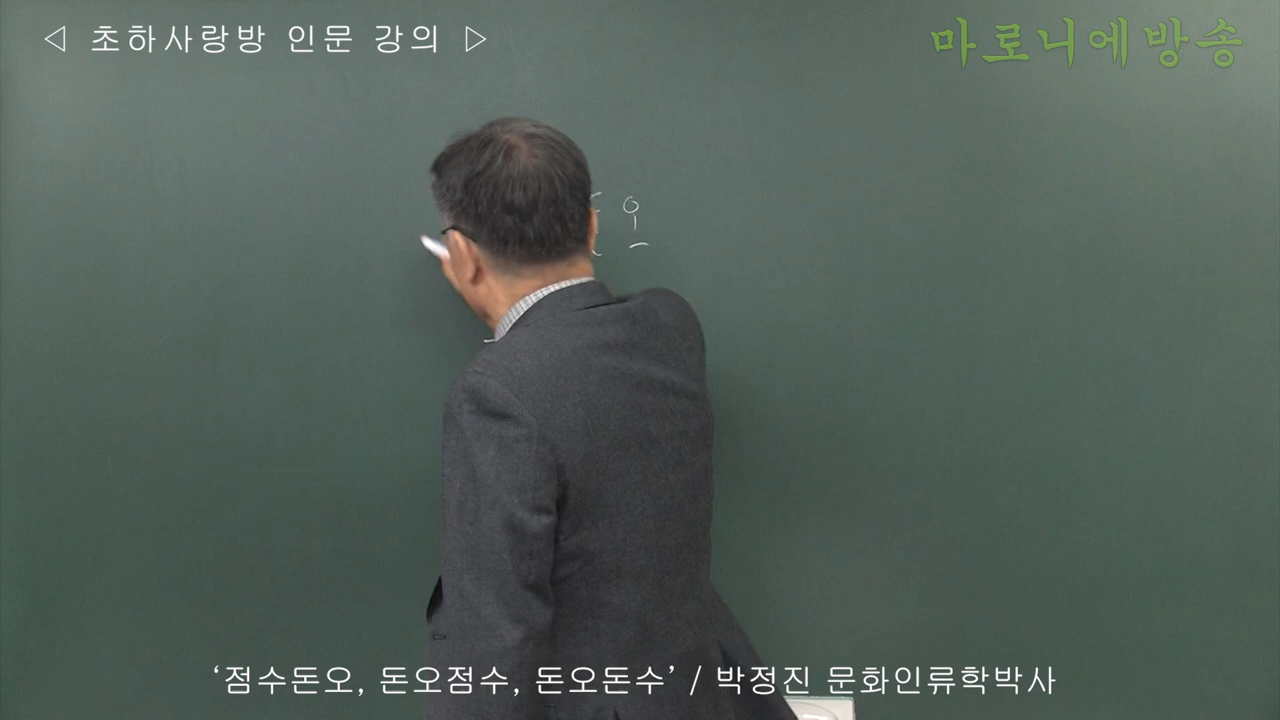 ◁ 초하사랑방 인문 강의 ▷
마로니에방송
‘점수돈오, 돈오점수, 돈오돈수’ / 박정진 문화인류학박사